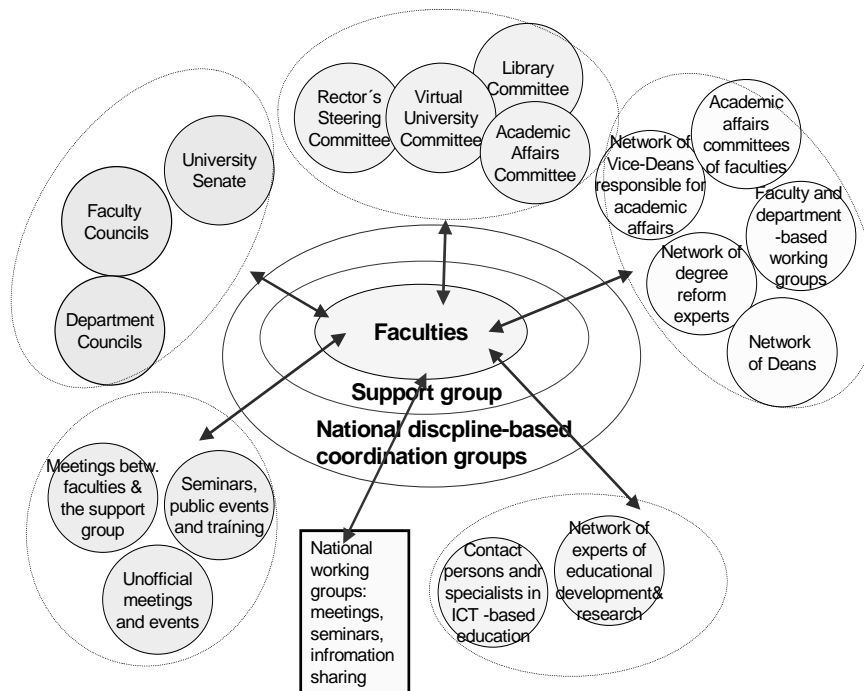 Library
Committee
Rector´s
Steering
Committee
Virtual
University
Committee
Academic
Affairs
Committee
University
Senate
Faculty
Councils
Department
Councils
Academic
affairs
committees
of faculties
Network of
Vice-Deans
responsible for
academic
affairs
Faculty and
department
-based
working
groups
Network of
degree
reform
experts
Network
of Deans
Faculties
Support group
National discpline-based
coordination groups
Meetings betw.
faculties &
the support
group
Seminars,
public events
and traíning
Unofficial
meetings
and events
National
working
groups:
meetings,
seminars,
infromation
sharing
Contact
persons andr
specialists in
ICT -based
education
Network of
experts of
educational
development&
research